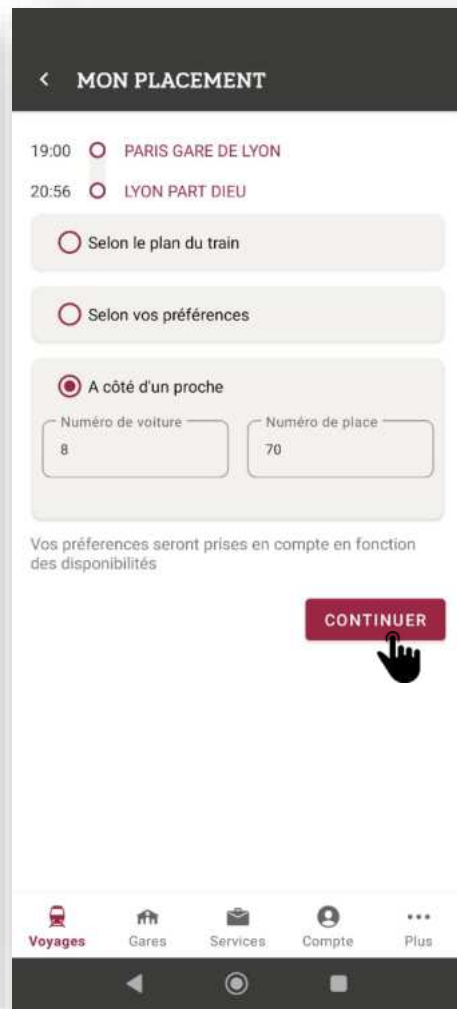 MON PLACEMENT
19:00 PARIS GARE DE LYON
20:56 LYON PART DIEU
Selon le plan du train
Selon vos préférences
A côté d'un proche
Numéro de voiture Numéro de place
8 70
Vos préferences seront prises en compte en fonction
des disponibilités
CONTINUER
Voyages Gares Services Compte Plus